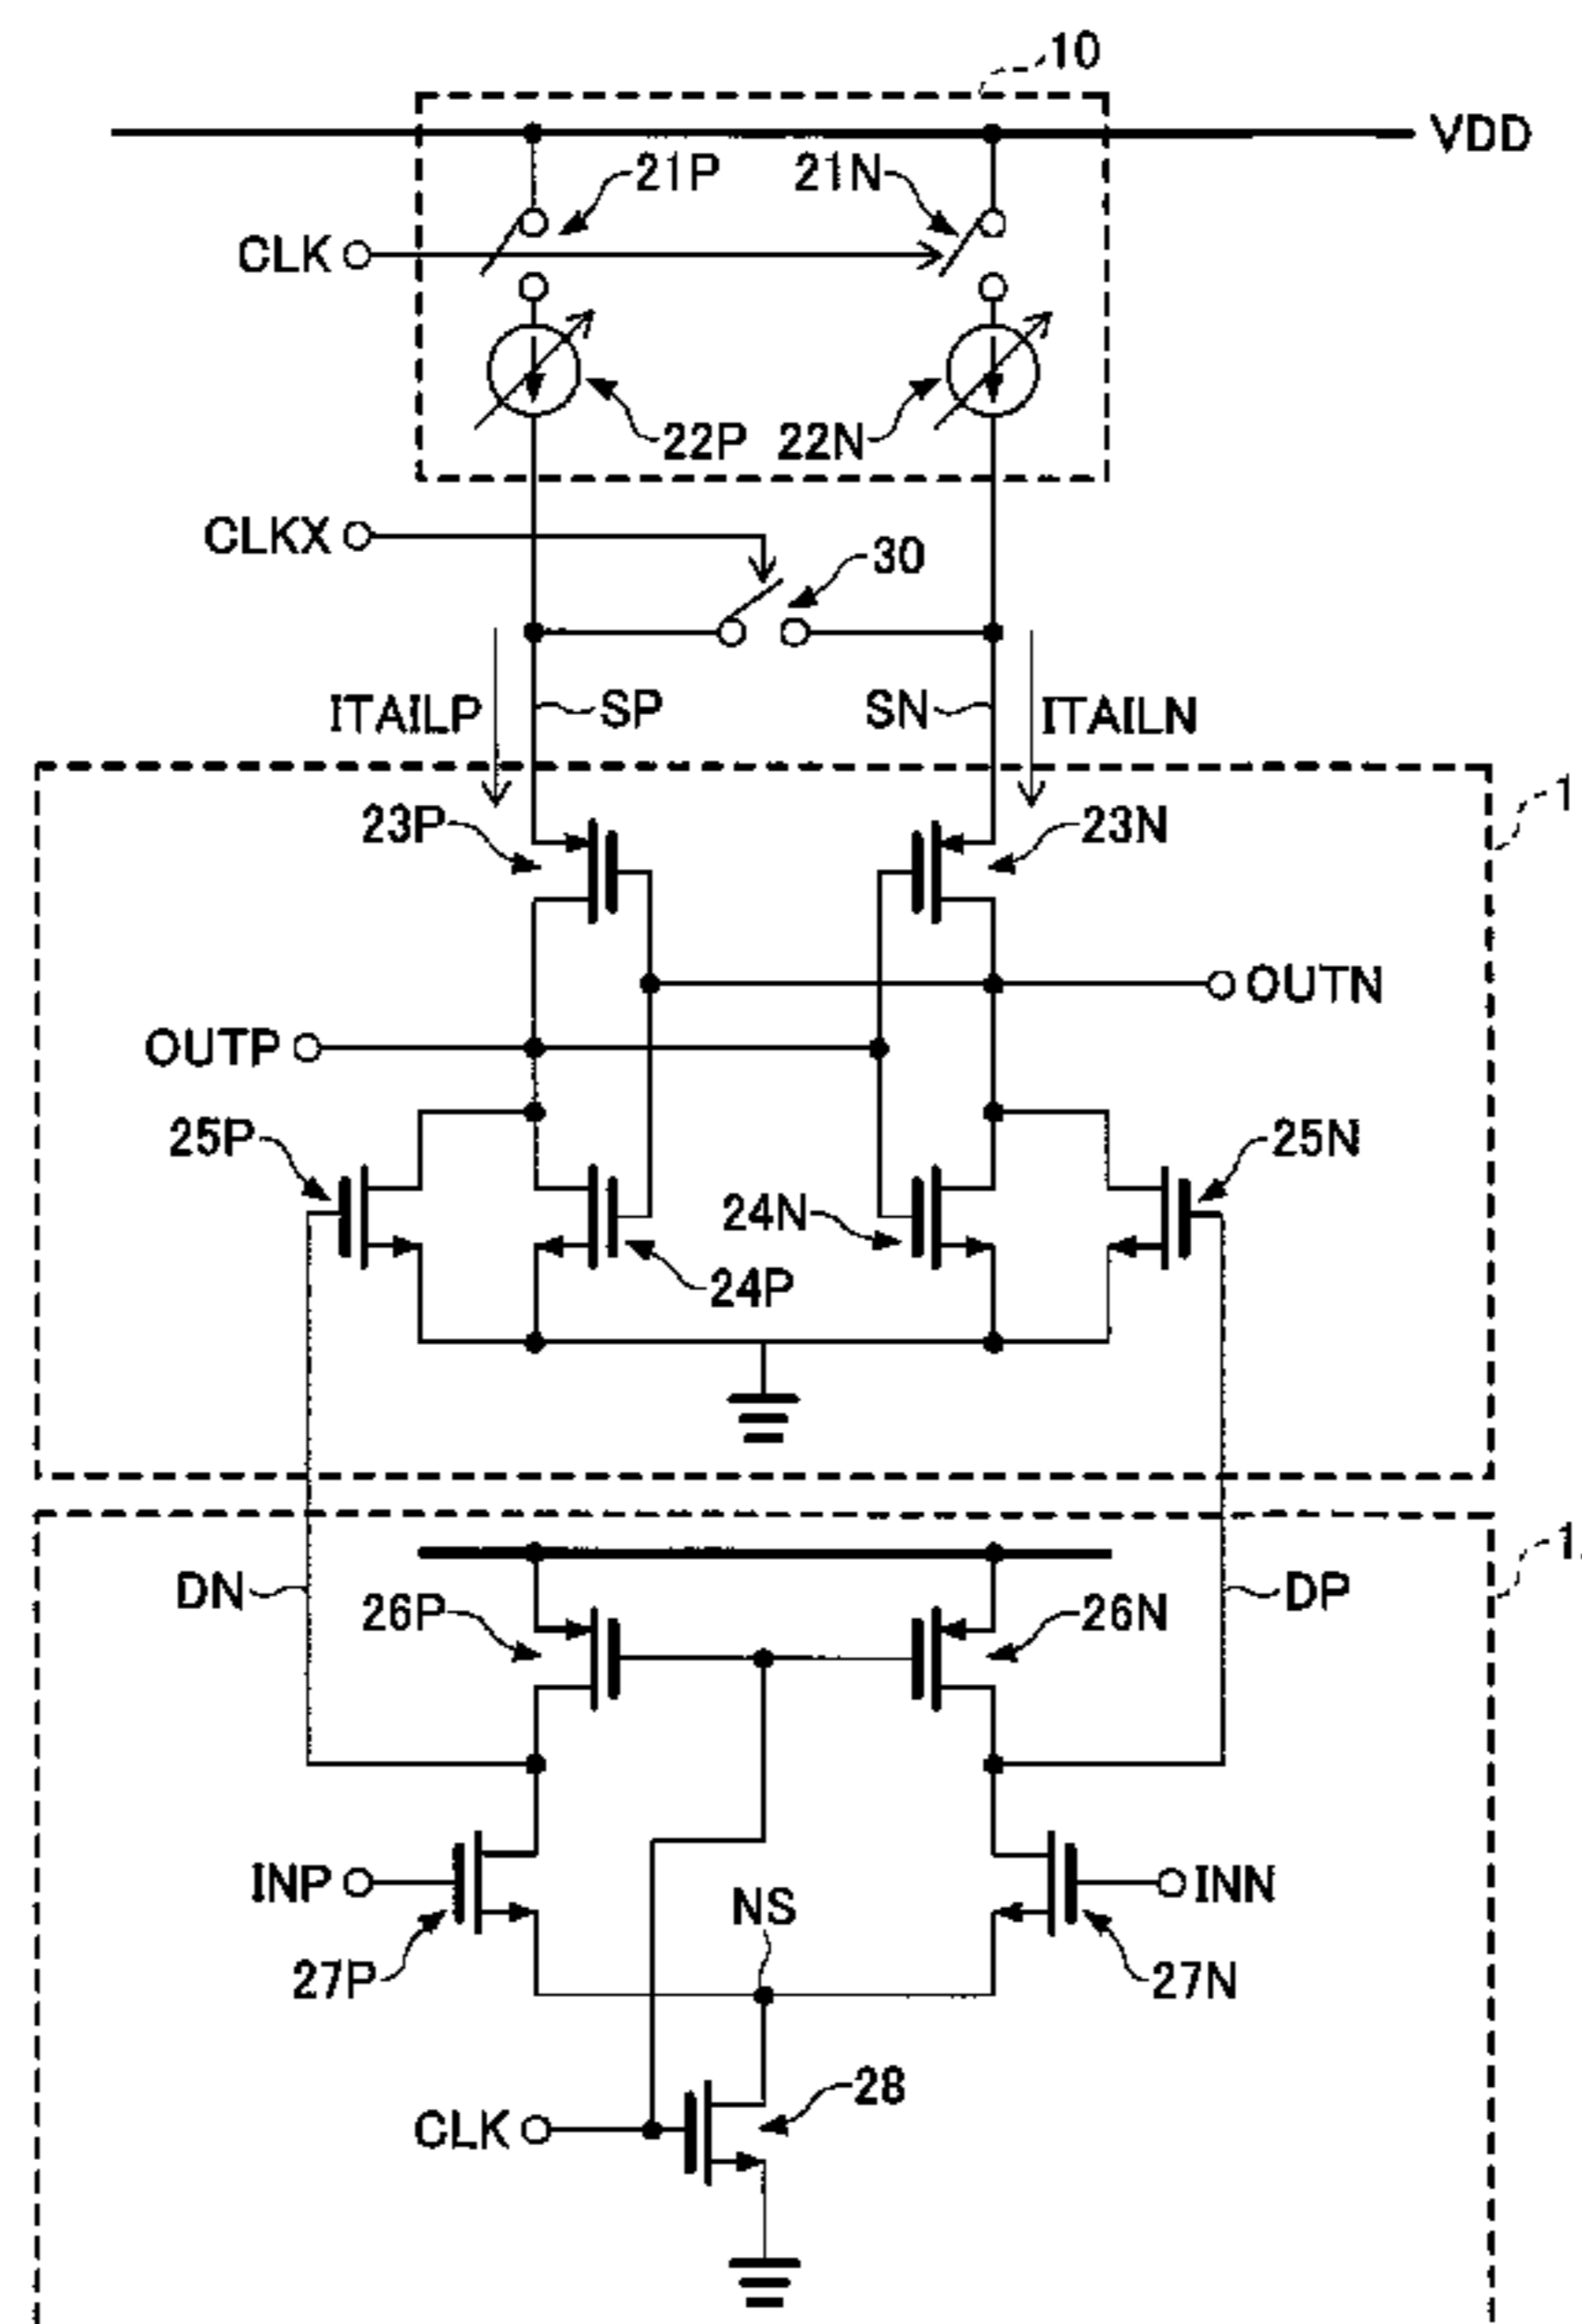 10
VDD
21P 21N
CLK
22P 22N
CLKX
30
ITAILP SP SN ITAILN
23P 23N
OUTN
OUTP
25P 25N
24N
24P
DN DP
26P 26N
INP INN
NS
27P 27N
28
CLK